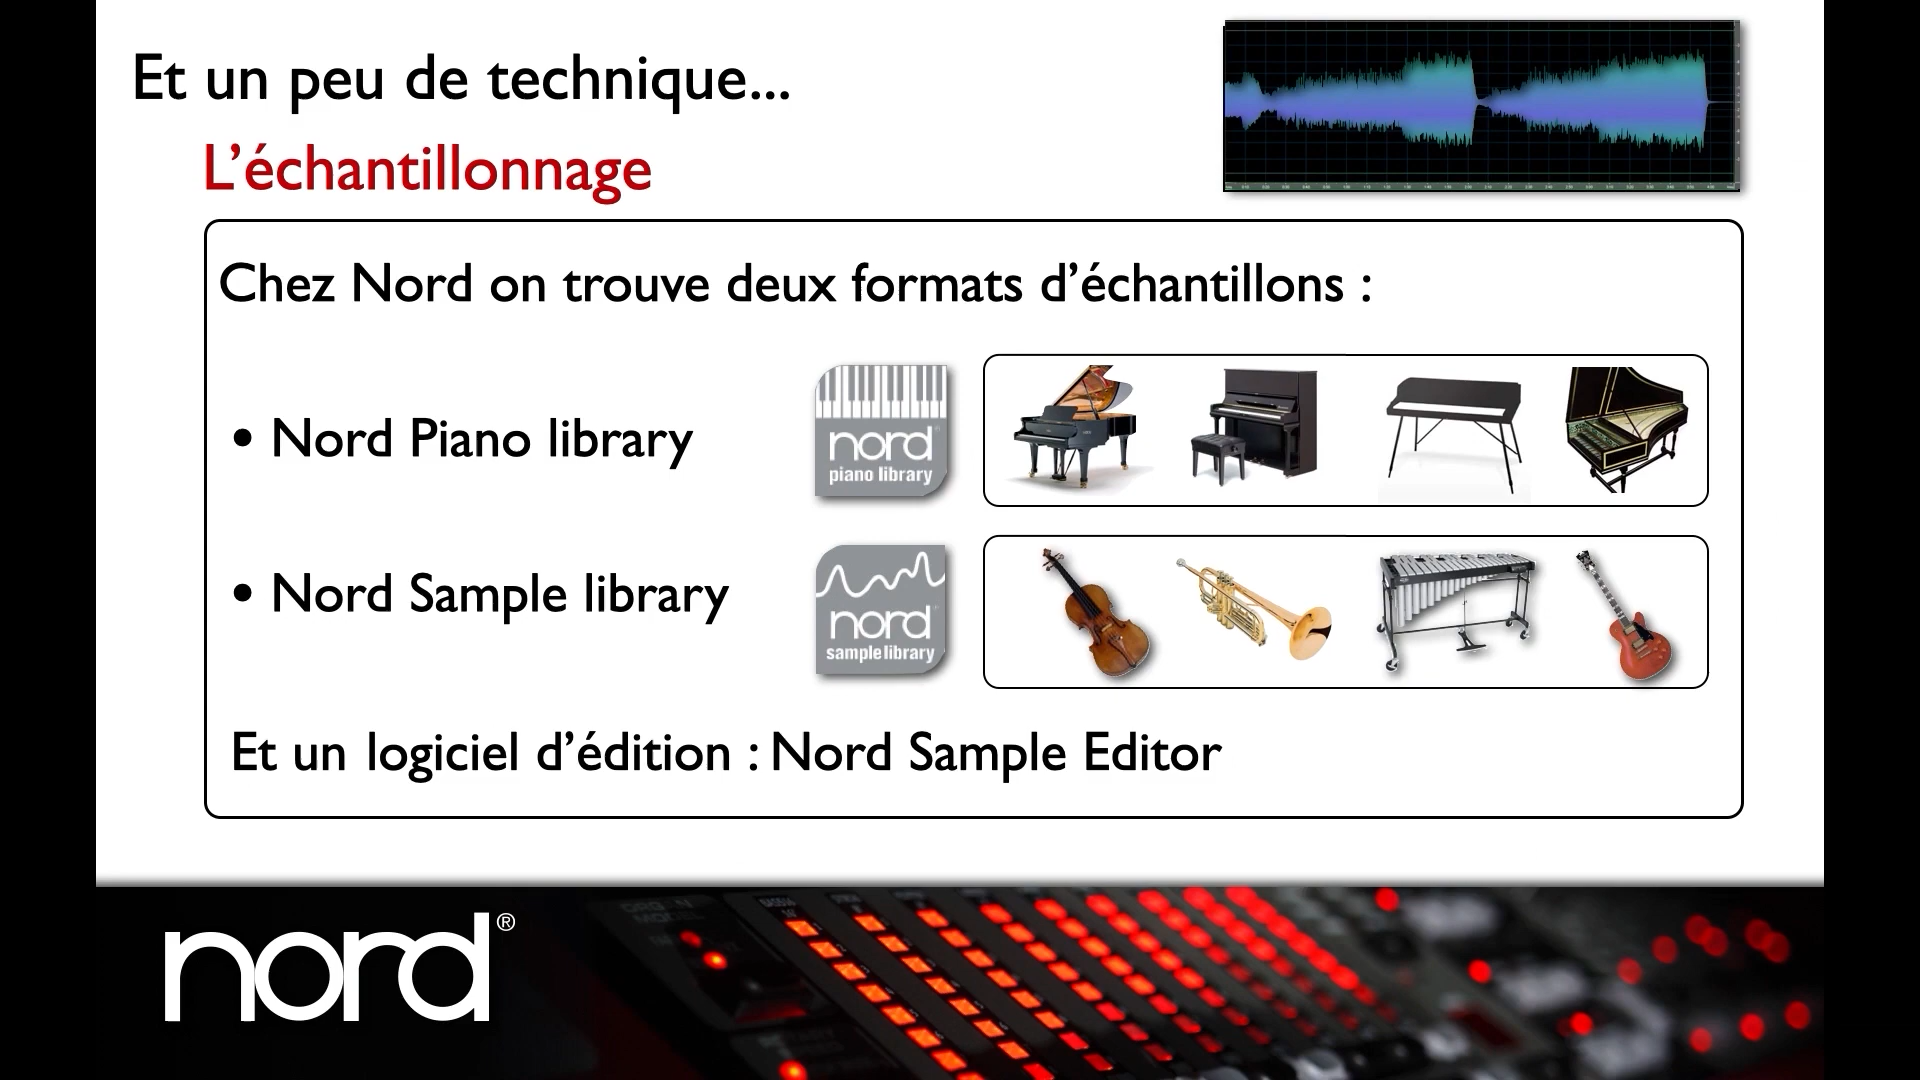 Et un peu de technique...
L’échantillonnage
Chez Nord on trouve deux formats d’échantillons :
• Nord Piano library
nord
piano library
• Nord Sample library
nord
sample library
Et un logiciel d’édition : Nord Sample Editor
nord®